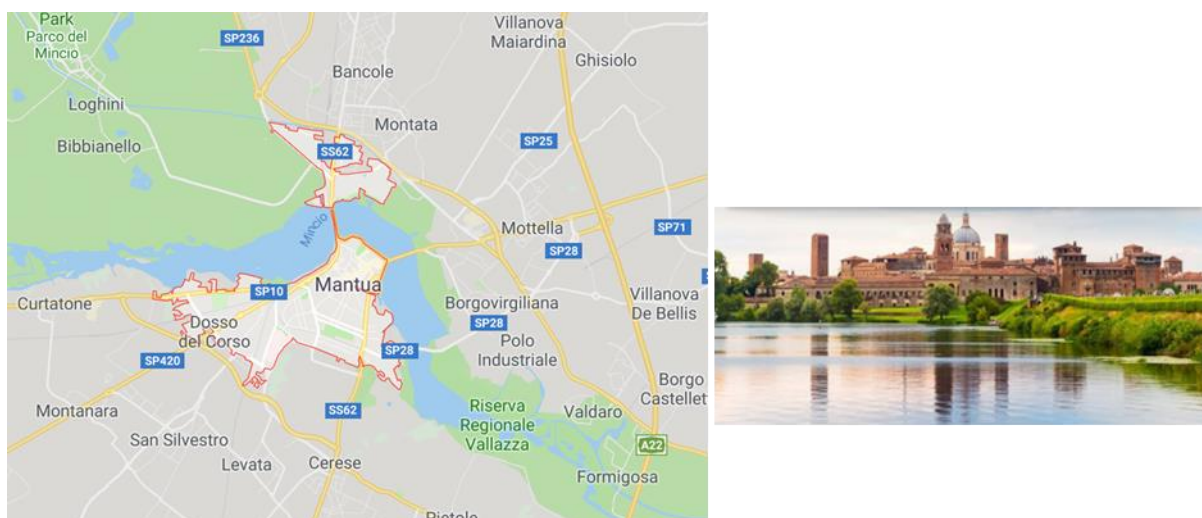 Park
Parco del
Mincio
SP236
Villanova
Maiardina
Ghisiolo
Bancole
Loghini
Montata
Bibbianello
SS62
SP25
Mincio
Mottella
SP71
SP28
Curtatone
SP10
Mantua
Borgovirgiliana
Villanova
De Bellis
Dosso
del Corso
SP28
Polo
Industriale
SP28
SP420
Borgo
Montanara
SS62
Riserva
Regionale
Vallazza
Valdaro
San Silvestro
A22
Levata
Cerese
Formigosa